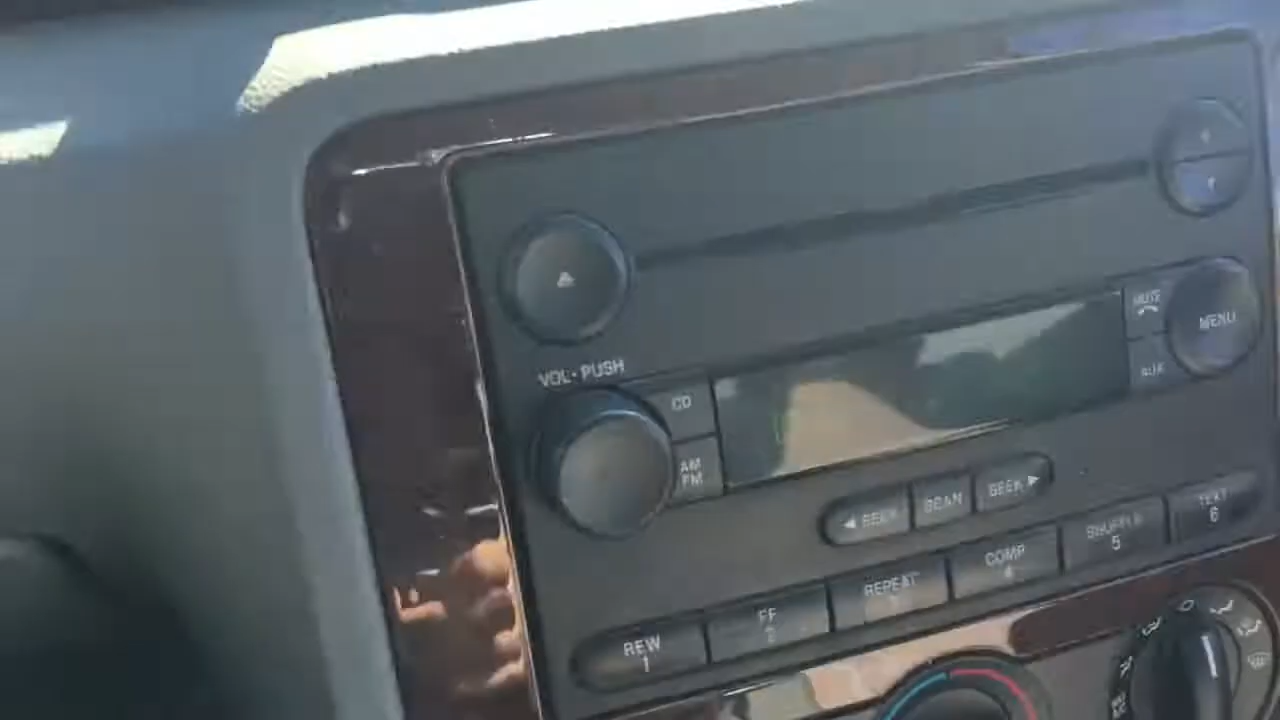 VOL • PUSH
CD
AM
FM
MUTE
MENU
AUX
◄ SEEK
SCAN
SEEK ►
REW
1
FF
2
REPEAT
COMP
4
SHUFFLE
5
TEXT
6